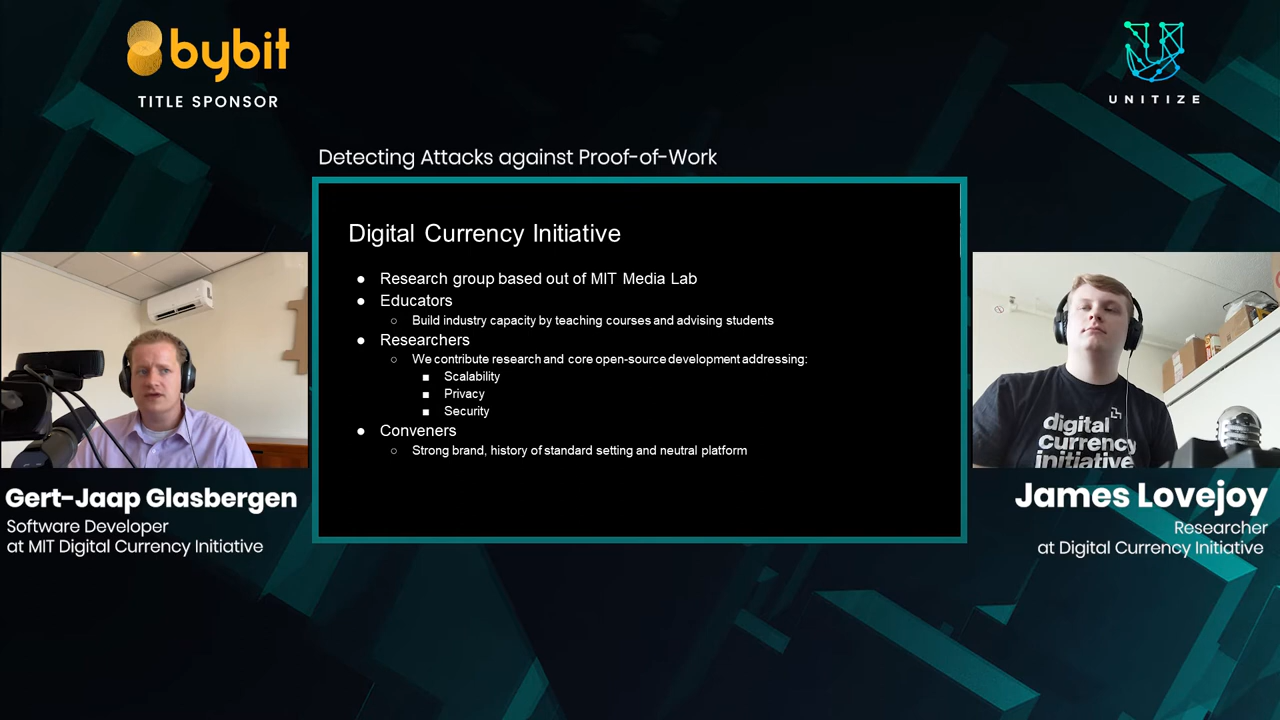 bybit
TITLE SPONSOR
UNITIZE
Detecting Attacks against Proof-of-Work
Digital Currency Initiative
● Research group based out of MIT Media Lab
● Educators
○ Build industry capacity by teaching courses and advising students
● Researchers
○ We contribute research and core open-source development addressing:
■ Scalability
■ Privacy
■ Security
● Conveners
○ Strong brand, history of standard setting and neutral platform
Gert-Jaap Glasbergen
Software Developer
at MIT Digital Currency Initiative
digital
currency
initiative
James Lovejoy
Researcher
at Digital Currency Initiative